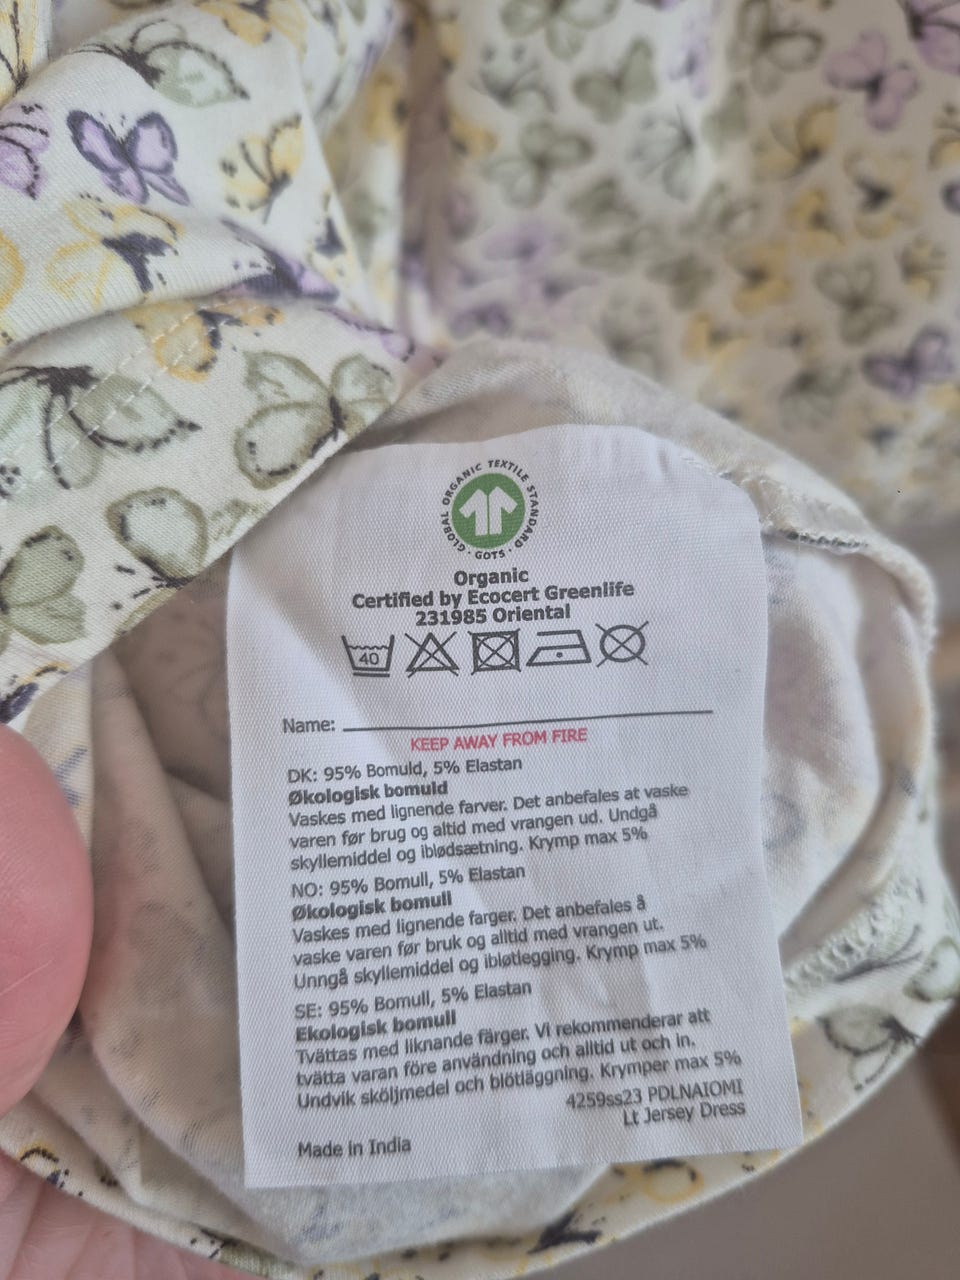 GLOBAL ORGANIC TEXTILE STANDARD · GOTS ·
Organic
Certified by Ecocert Greenlife
231985 Oriental
40
Name:
KEEP AWAY FROM FIRE
DK: 95% Bomuld, 5% Elastan
Økologisk bomuld
Vaskes med lignende farver. Det anbefales at vaske
varen før brug og altid med vrangen ud. Undgå
skyllemiddel og iblødsætning. Krymp max 5%
NO: 95% Bomull, 5% Elastan
Økologisk bomull
Vaskes med lignende farger. Det anbefales å
vaske varen før bruk og alltid med vrangen ut.
Unngå skyllemiddel og ibløtlegging. Krymp max 5%
SE: 95% Bomull, 5% Elastan
Ekologisk bomull
Tvättas med liknande färger. Vi rekommenderar att
tvätta varan före användning och alltid ut och in.
Undvik sköljmedel och blötläggning. Krymper max 5%
4259ss23 PDLNAIOMI
Lt Jersey Dress
Made in India